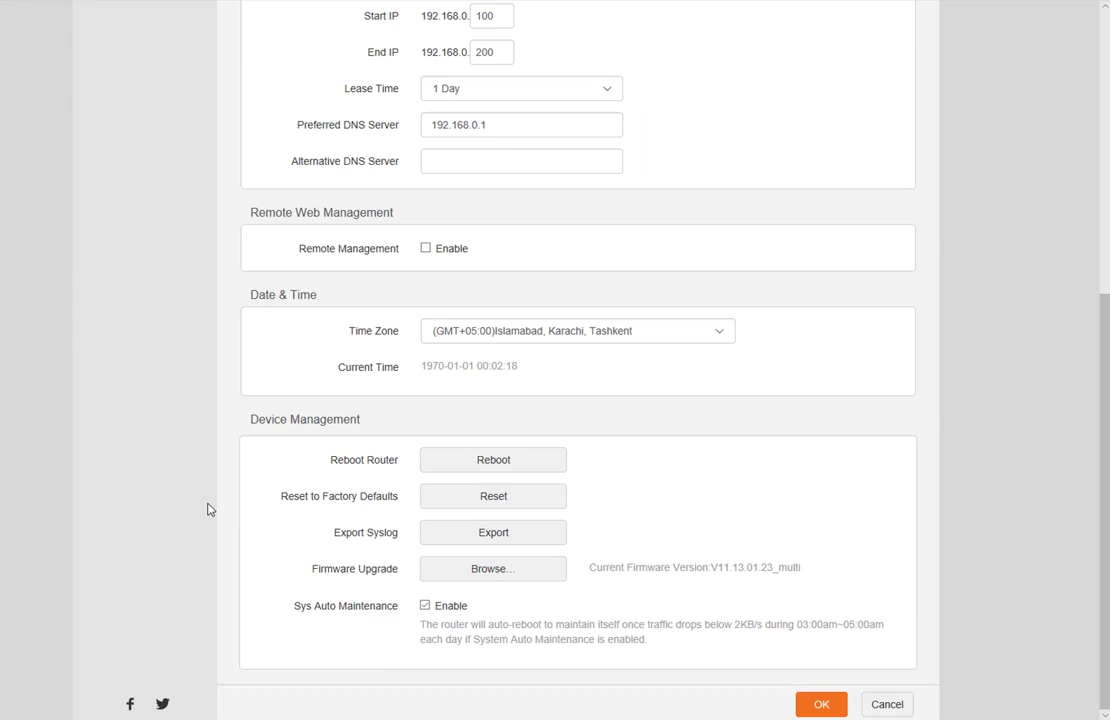 Start IP 192.168.0. 100
End IP 192.168.0. 200
Lease Time 1 Day
Preferred DNS Server 192.168.0.1
Alternative DNS Server
Remote Web Management
Remote Management Enable
Date & Time
Time Zone (GMT+05:00)Islamabad, Karachi, Tashkent
Current Time 1970-01-01 00:02:18
Device Management
Reboot Router Reboot
Reset to Factory Defaults Reset
Export Syslog Export
Firmware Upgrade Browse... Current Firmware Version:V11.13.01.23_multi
Sys Auto Maintenance Enable
The router will auto-reboot to maintain itself once traffic drops below 2KB/s during 03:00am~05:00am
each day if System Auto Maintenance is enabled.
OK Cancel